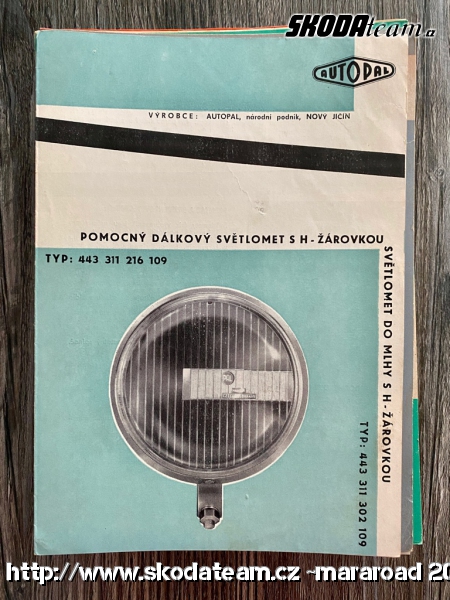 SKODAteam.cz
AUTOPAL
VÝROBCE: AUTOPAL, národní podnik, NOVÝ JIČÍN
POMOCNÝ DÁLKOVÝ SVĚTLOMET S H-ŽÁROVKOU
TYP: 443 311 216 109
SVĚTLOMET DO MLHY S H-ŽÁROVKOU
TYP: 443 311 302 109
http://www.skodateam.cz ~mararoad 20